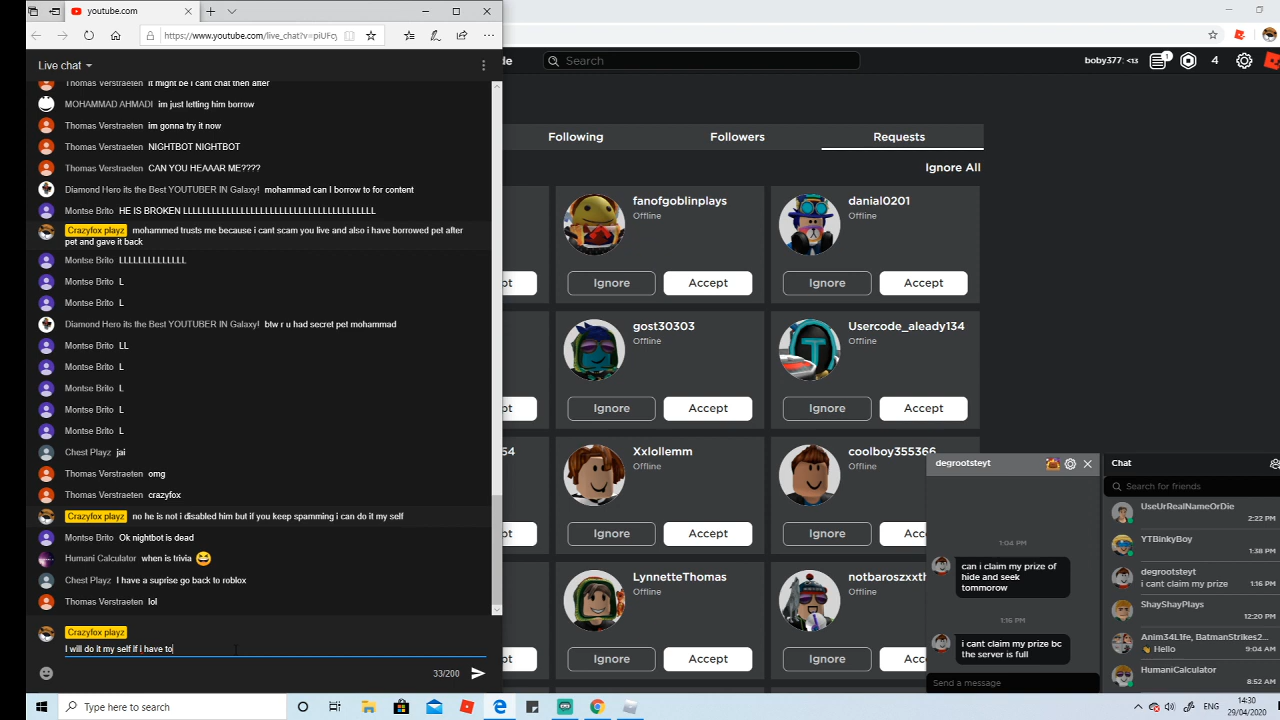 youtube.com
https://www.youtube.com/live_chat?v=piUFoy
Live chat
Thomas Verstraeten it might be i cant chat then after
MOHAMMAD AHMADI im just letting him borrow
Thomas Verstraeten im gonna try it now
Thomas Verstraeten NIGHTBOT NIGHTBOT
Thomas Verstraeten CAN YOU HEAAAR ME????
Diamond Hero its the Best YOUTUBER IN Galaxy! mohammad can I borrow to for content
Montse Brito HE IS BROKEN LLLLLLLLLLLLLLLLLLLLLLLLLLLLLLLLLLLLL
Crazyfox playz mohammed trusts me because i cant scam you live and also i have borrowed pet after
pet and gave it back
Montse Brito LLLLLLLLLLLLLL
Montse Brito L
Montse Brito L
Diamond Hero its the Best YOUTUBER IN Galaxy! btw r u had secret pet mohammad
Montse Brito LL
Montse Brito L
Montse Brito L
Montse Brito L
Montse Brito L
Chest Playz jai
Thomas Verstraeten omg
Thomas Verstraeten crazyfox
Crazyfox playz no he is not i disabled him but if you keep spamming i can do it my self
Montse Brito Ok nightbot is dead
Humani Calculator when is trivia
Chest Playz I have a suprise go back to roblox
Thomas Verstraeten lol
Crazyfox playz
I will do it my self if i have to
33/200
Search
boby377: <13
1
4
Following Followers Requests
Ignore All
fanofgoblinplays
Offline
Ignore Accept
danial0201
Offline
Ignore Accept
gost30303
Offline
Ignore Accept
Usercode_aleady134
Offline
Ignore Accept
Xxlollemm
Offline
Ignore Accept
coolboy355366
Offline
Ignore
LynnetteThomas
Offline
Ignore Accept
notbaroszxxth
Offline
Ignore
degrootsteyt
1:04 PM
can i claim my prize of
hide and seek
tommorow
1:16 PM
i cant claim my prize bc
the server is full
Send a message
Chat
Search for friends
UseUrRealNameOrDie
2:22 PM
YTBinkyBoy
1:38 PM
degrootsteyt
i cant claim my prize 1:16 PM
ShayShayPlays
12:20 PM
Anim34L1fe, BatmanStrikes2...
Hello 9:04 AM
HumaniCalculator
8:52 AM
Type here to search
ENG
14:30
29/04/2020